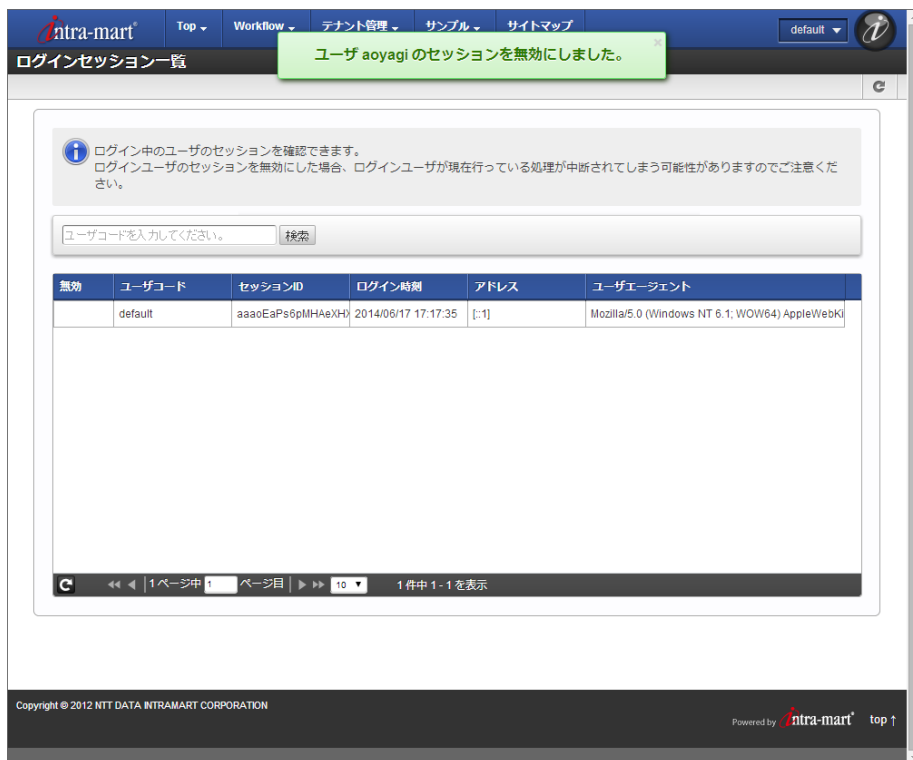 intra-mart Top Workflow テナント管理 サンプル サイトマップ default
ユーザ aoyagi のセッションを無効にしました。 ×
ログインセッション一覧
ログイン中のユーザのセッションを確認できます。
ログインユーザのセッションを無効にした場合、ログインユーザが現在行っている処理が中断されてしまう可能性がありますのでご注意くだ
さい。
ユーザコードを入力してください。 検索
無効 ユーザコード セッションID ログイン時刻 アドレス ユーザエージェント
default aaaoEaPs6pMHAeXH 2014/06/17 17:17:35 [::1] Mozilla/5.0 (Windows NT 6.1; WOW64) AppleWebKi
1 ページ中 1 ページ目 10 1 件中 1 - 1 を表示
Copyright © 2012 NTT DATA INTRAMART CORPORATION
Powered by intra-mart top ↑